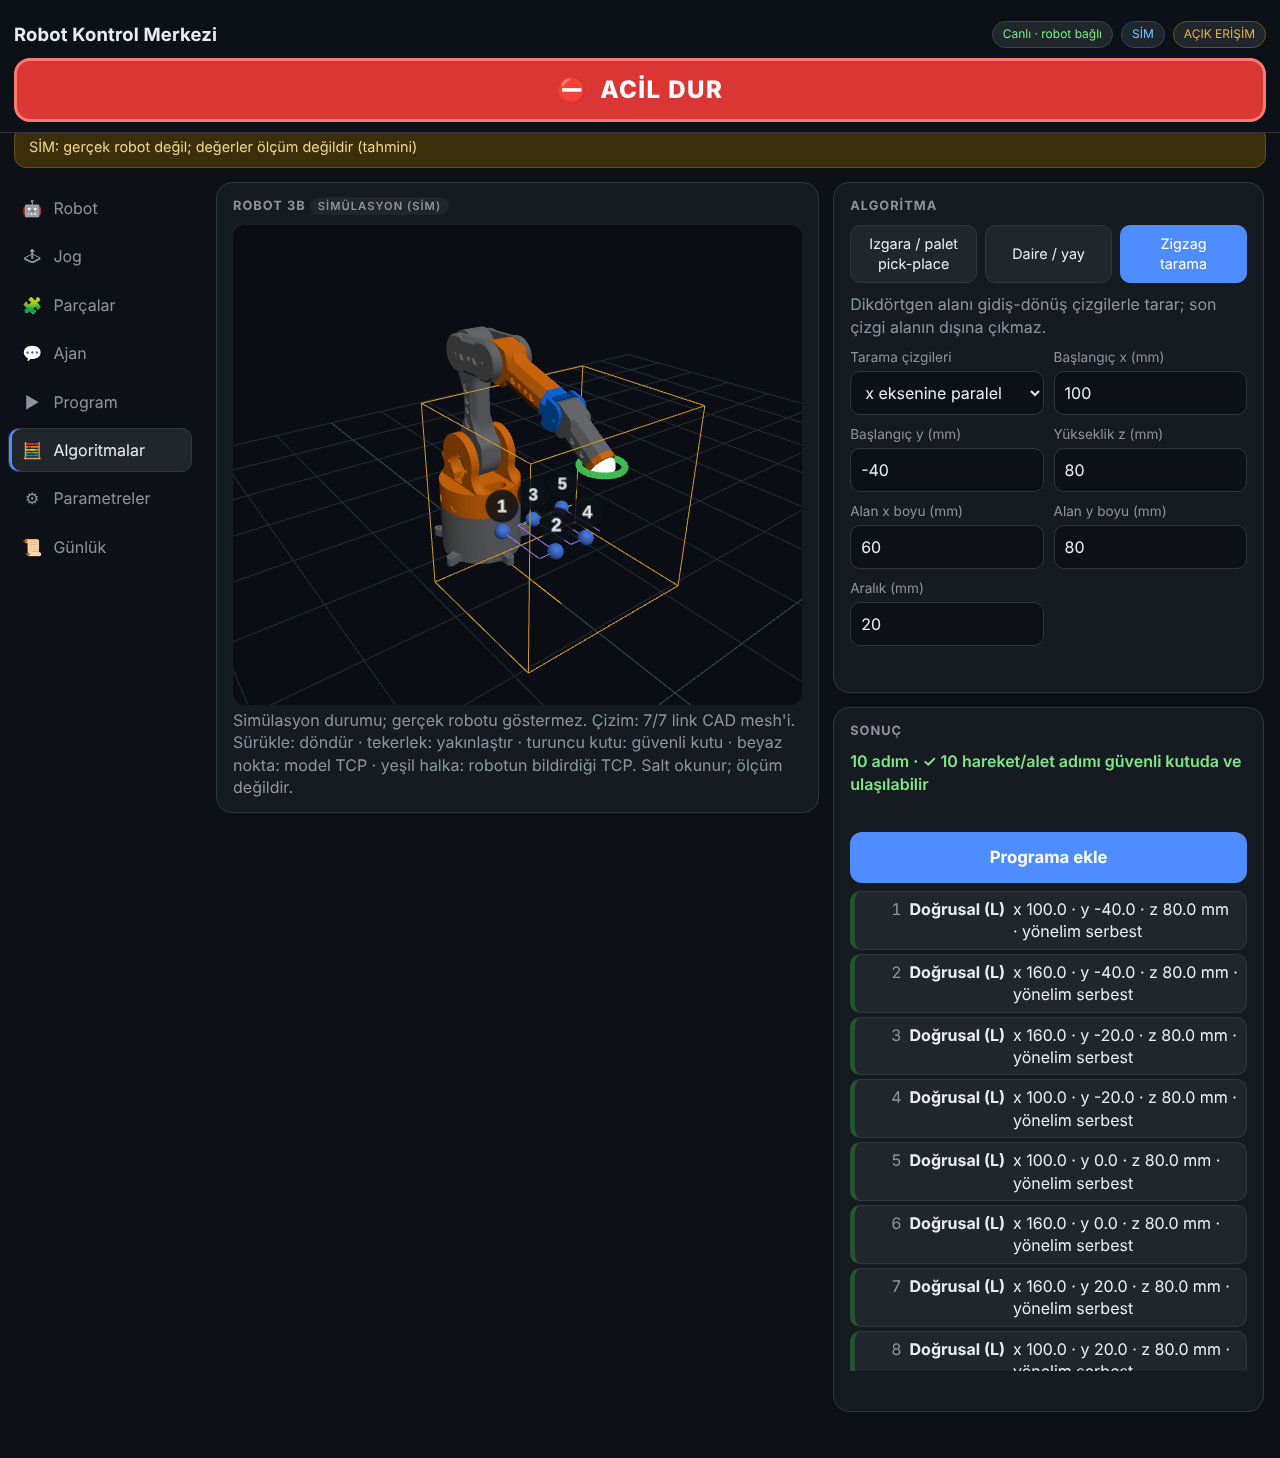 Robot Kontrol Merkezi
Canlı · robot bağlı
SİM
AÇIK ERİŞİM
⛔ ACİL DUR
SİM: gerçek robot değil; değerler ölçüm değildir (tahmini)
🤖 Robot
🕹 Jog
🧩 Parçalar
💬 Ajan
▶ Program
🧮 Algoritmalar
⚙ Parametreler
📜 Günlük
ROBOT 3B SİMÜLASYON (SİM)
1
3
5
2
4
Simülasyon durumu; gerçek robotu göstermez. Çizim: 7/7 link CAD mesh'i.
Sürükle: döndür · tekerlek: yakınlaştır · turuncu kutu: güvenli kutu · beyaz
nokta: model TCP · yeşil halka: robotun bildirdiği TCP. Salt okunur; ölçüm
değildir.
ALGORİTMA
Izgara / palet
pick-place
Daire / yay
Zigzag
tarama
Dikdörtgen alanı gidiş-dönüş çizgilerle tarar; son
çizgi alanın dışına çıkmaz.
Tarama çizgileri
x eksenine paralel
Başlangıç x (mm)
100
Başlangıç y (mm)
-40
Yükseklik z (mm)
80
Alan x boyu (mm)
60
Alan y boyu (mm)
80
Aralık (mm)
20
SONUÇ
10 adım · ✓ 10 hareket/alet adımı güvenli kutuda ve
ulaşılabilir
Programa ekle
1 Doğrusal (L) x 100.0 · y -40.0 · z 80.0 mm
· yönelim serbest
2 Doğrusal (L) x 160.0 · y -40.0 · z 80.0 mm ·
yönelim serbest
3 Doğrusal (L) x 160.0 · y -20.0 · z 80.0 mm ·
yönelim serbest
4 Doğrusal (L) x 100.0 · y -20.0 · z 80.0 mm ·
yönelim serbest
5 Doğrusal (L) x 100.0 · y 0.0 · z 80.0 mm ·
yönelim serbest
6 Doğrusal (L) x 160.0 · y 0.0 · z 80.0 mm ·
yönelim serbest
7 Doğrusal (L) x 160.0 · y 20.0 · z 80.0 mm ·
yönelim serbest
8 Doğrusal (L) x 100.0 · y 20.0 · z 80.0 mm ·
yönelim serbest